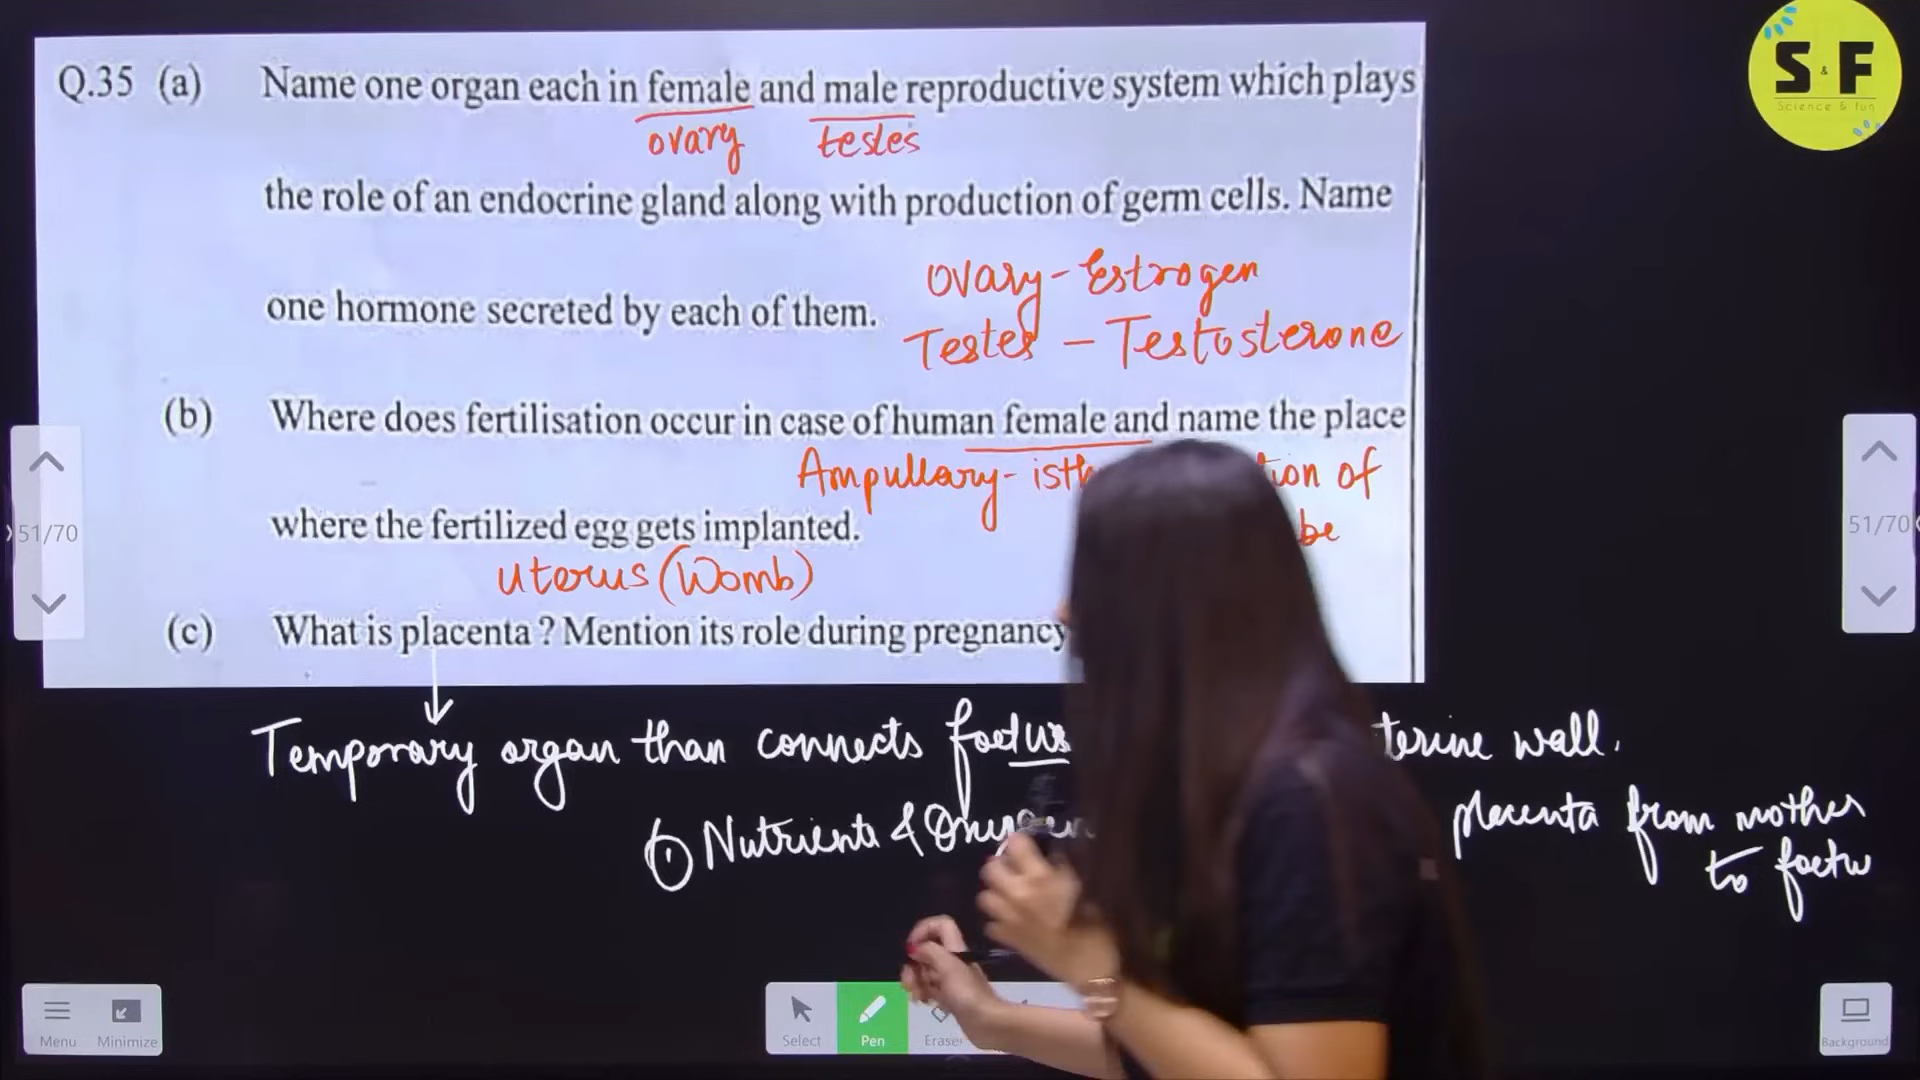 S & F
Science & fun
Q.35 (a) Name one organ each in female and male reproductive system which plays
ovary testes
the role of an endocrine gland along with production of germ cells. Name
one hormone secreted by each of them.
Ovary - Estrogen
Testes - Testosterone
(b) Where does fertilisation occur in case of human female and name the place
Ampullary - isth tion of
where the fertilized egg gets implanted.
be
Uterus (Womb)
(c) What is placenta ? Mention its role during pregnancy
Temporary organ than connects foetus terine wall.
① Nutrients & Oxygen placenta from mother
to foetu
51/70
51/70
Menu Minimize
Select Pen Eraser
Background